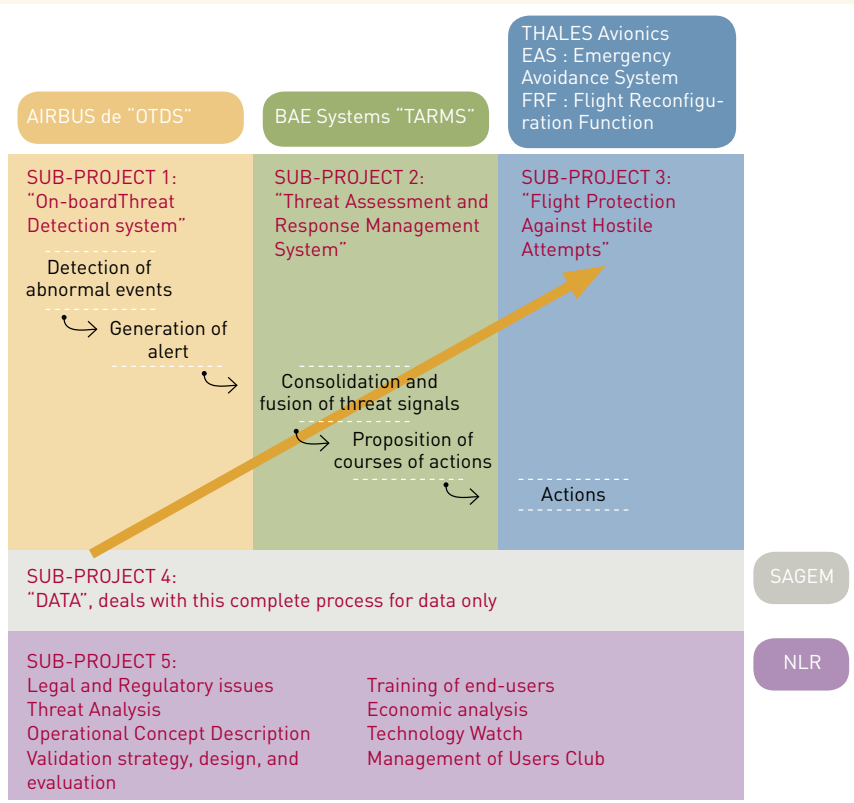 THALES Avionics
EAS : Emergency
Avoidance System
FRF : Flight Reconfigu-
ration Function
AIRBUS de “OTDS”
BAE Systems “TARMS”
SUB-PROJECT 1:
“On-boardThreat
Detection system”
SUB-PROJECT 2:
“Threat Assessment and
Response Management
System”
SUB-PROJECT 3:
“Flight Protection
Against Hostile
Attempts”
Detection of
abnormal events
Generation of
alert
Consolidation and
fusion of threat signals
Proposition of
courses of actions
Actions
SUB-PROJECT 4:
“DATA”, deals with this complete process for data only
SAGEM
SUB-PROJECT 5:
Legal and Regulatory issues
Threat Analysis
Operational Concept Description
Validation strategy, design, and
evaluation
Training of end-users
Economic analysis
Technology Watch
Management of Users Club
NLR